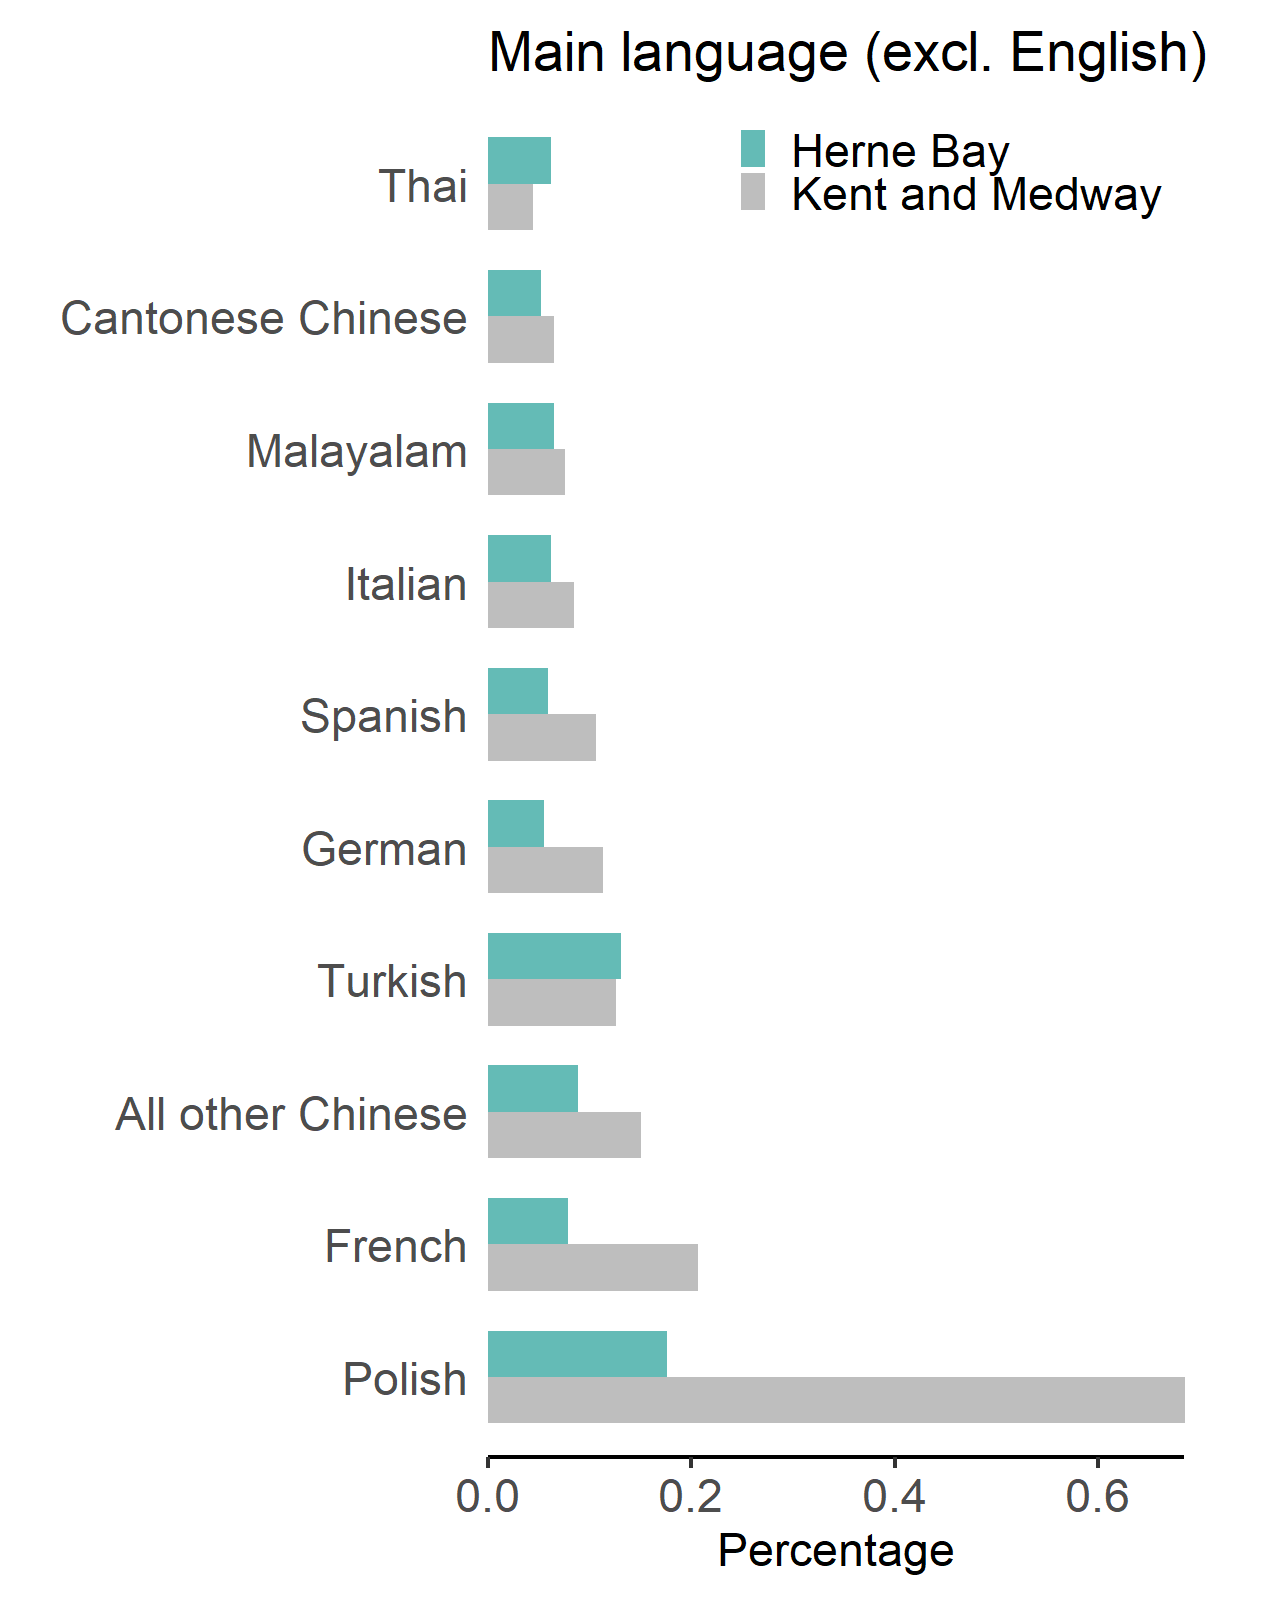 Main language (excl. English)
Herne Bay
Kent and Medway
Thai
Cantonese Chinese
Malayalam
Italian
Spanish
German
Turkish
All other Chinese
French
Polish
0.0 0.2 0.4 0.6
Percentage